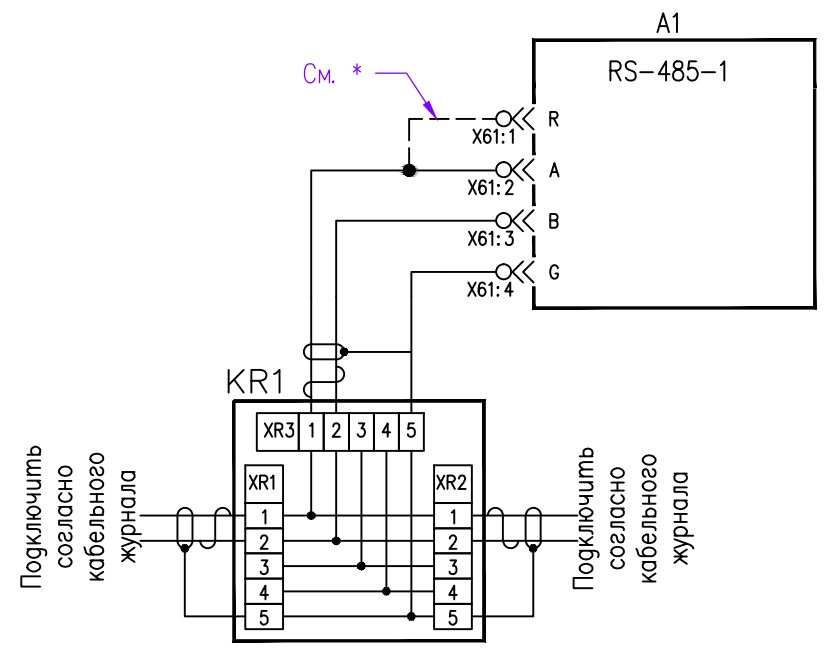 A1
RS-485-1
См. *
X61:1
R
X61:2
A
X61:3
B
X61:4
G
KR1
XR3 1 2 3 4 5
XR1
1
2
3
4
5
XR2
1
2
3
4
5
Подключить
согласно
кабельного
журнала
Подключить
согласно
кабельного
журнала